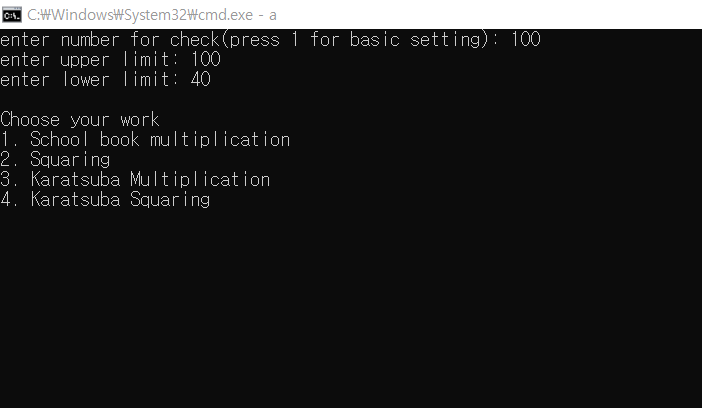 C:₩Windows₩System32₩cmd.exe - a
enter number for check(press 1 for basic setting): 100
enter upper limit: 100
enter lower limit: 40
Choose your work
1. School book multiplication
2. Squaring
3. Karatsuba Multiplication
4. Karatsuba Squaring